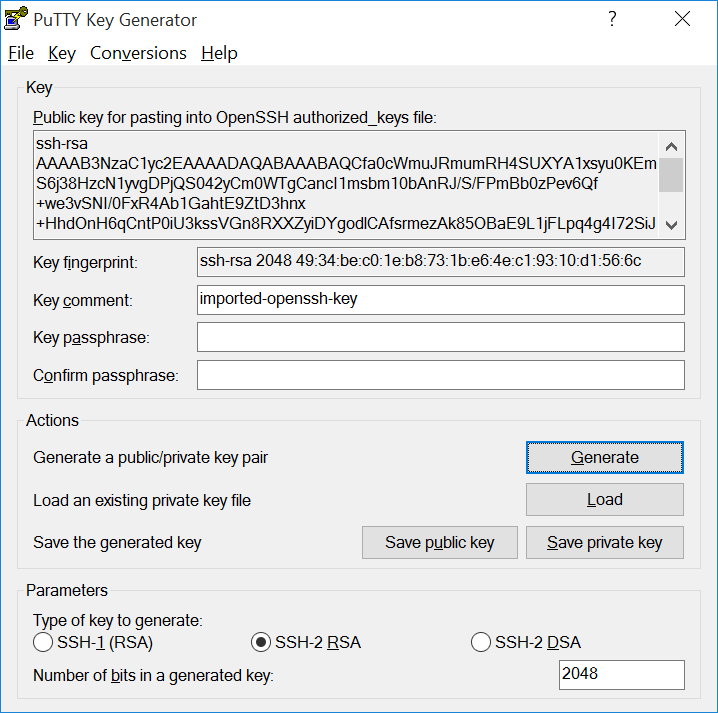 PuTTY Key Generator
?
File Key Conversions Help
Key
Public key for pasting into OpenSSH authorized_keys file:
ssh-rsa
AAAAB3NzaC1yc2EAAAADAQABAAABAQCfa0cWmuJRmumRH4SUXYA1xsyu0KEm
S6j38HzcN1yvgDPjQS042yCm0WTgCancI1msbm10bAnRJ/S/FPmBb0zPev6Qf
+we3vSNI/0FxR4Ab1GahtE9ZtD3hnx
+HhdOnH6qCntP0iU3kssVGn8RXXZyiDYgodlCAfsrmezAk85OBaE9L1jFLpq4g4I72SiJ
Key fingerprint: ssh-rsa 2048 49:34:be:c0:1e:b8:73:1b:e6:4e:c1:93:10:d1:56:6c
Key comment: imported-openssh-key
Key passphrase:
Confirm passphrase:
Actions
Generate a public/private key pair Generate
Load an existing private key file Load
Save the generated key Save public key Save private key
Parameters
Type of key to generate:
SSH-1 (RSA) SSH-2 RSA SSH-2 DSA
Number of bits in a generated key: 2048